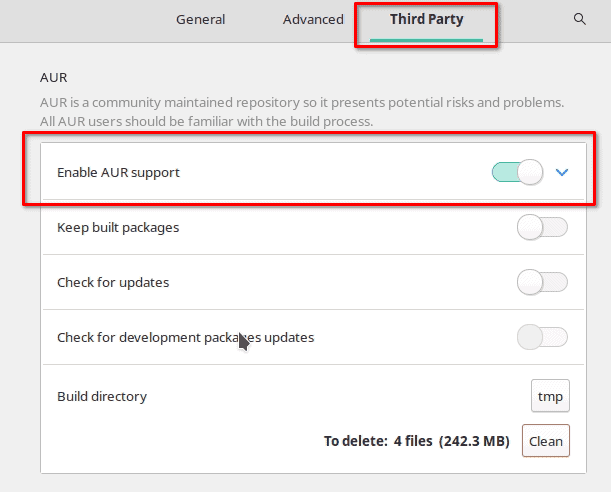 General Advanced Third Party
AUR
AUR is a community maintained repository so it presents potential risks and problems.
All AUR users should be familiar with the build process.
Enable AUR support
Keep built packages
Check for updates
Check for development packages updates
Build directory tmp
To delete: 4 files (242.3 MB) Clean